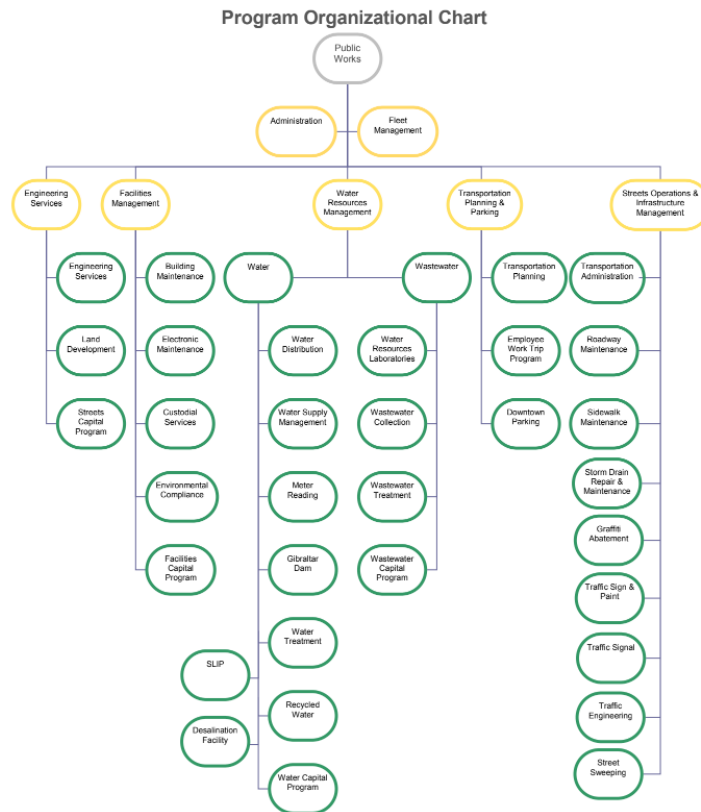 Program Organizational Chart
Public
Works
Administration
Fleet
Management
Engineering
Services
Facilities
Management
Water
Resources
Management
Transportation
Planning &
Parking
Streets Operations &
Infrastructure
Management
Engineering
Services
Land
Development
Streets
Capital
Program
Building
Maintenance
Electronic
Maintenance
Custodial
Services
Environmental
Compliance
Facilities
Capital
Program
Water
Water
Distribution
Water Supply
Management
Meter
Reading
Gibraltar
Dam
Water
Treatment
SLIP
Recycled
Water
Desalination
Facility
Water Capital
Program
Wastewater
Water
Resources
Laboratories
Wastewater
Collection
Wastewater
Treatment
Wastewater
Capital
Program
Transportation
Planning
Employee
Work Trip
Program
Downtown
Parking
Transportation
Administration
Roadway
Maintenance
Sidewalk
Maintenance
Storm Drain
Repair &
Maintenance
Graffiti
Abatement
Traffic Sign &
Paint
Traffic Signal
Traffic
Engineering
Street
Sweeping